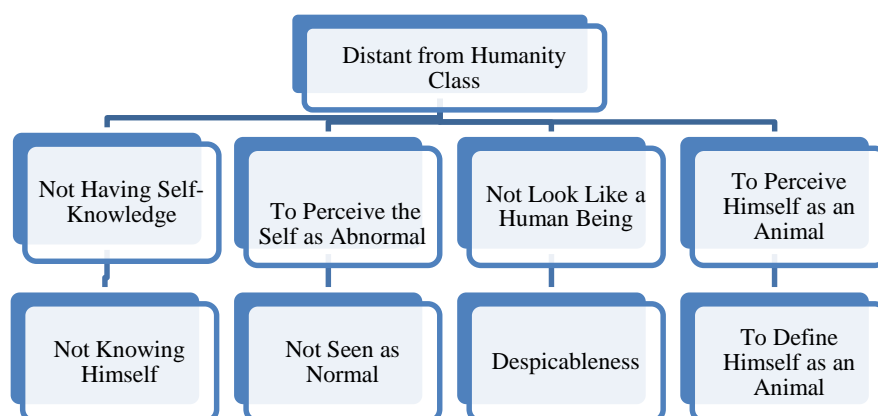 Distant from Humanity
Class
Not Having Self-
Knowledge
To Perceive the
Self as Abnormal
Not Look Like a
Human Being
To Perceive
Himself as an
Animal
Not Knowing
Himself
Not Seen as
Normal
Despicableness
To Define
Himself as an
Animal